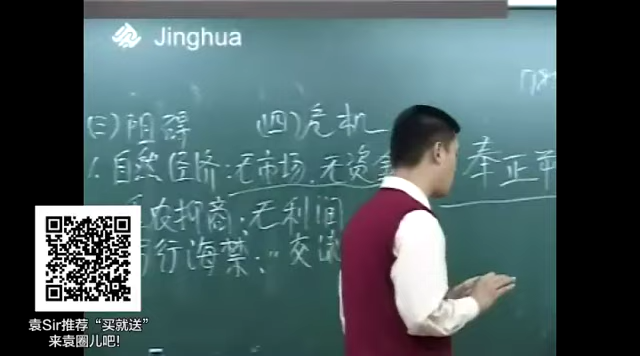 Jinghua
(三)阻碍 (四)危机
1.自然经济:无市场、无资金
奉正平
农抑商:无利润
行海禁:"交流
袁Sir推荐“买就送”
来袁圈儿吧!